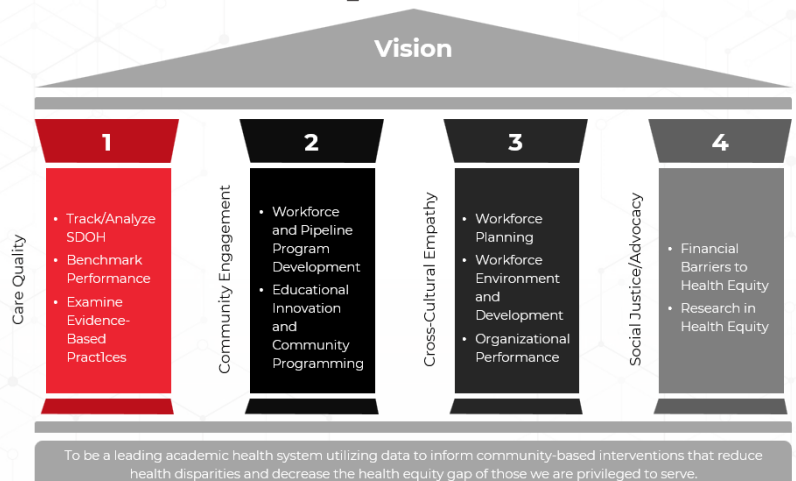 Vision
1
Care Quality
• Track/Analyze
SDOH
• Benchmark
Performance
• Examine
Evidence-
Based
Pract1ces
2
Community Engagement
• Workforce
and Pipeline
Program
Development
• Educational
Innovation
and
Community
Programming
3
Cross-Cultural Empathy
• Workforce
Planning
• Workforce
Environment
and
Development
• Organizational
Performance
4
Social Justice/Advocacy
• Financial
Barriers to
Health Equity
• Research in
Health Equity
To be a leading academic health system utilizing data to inform community-based interventions that reduce
health disparities and decrease the health equity gap of those we are privileged to serve.